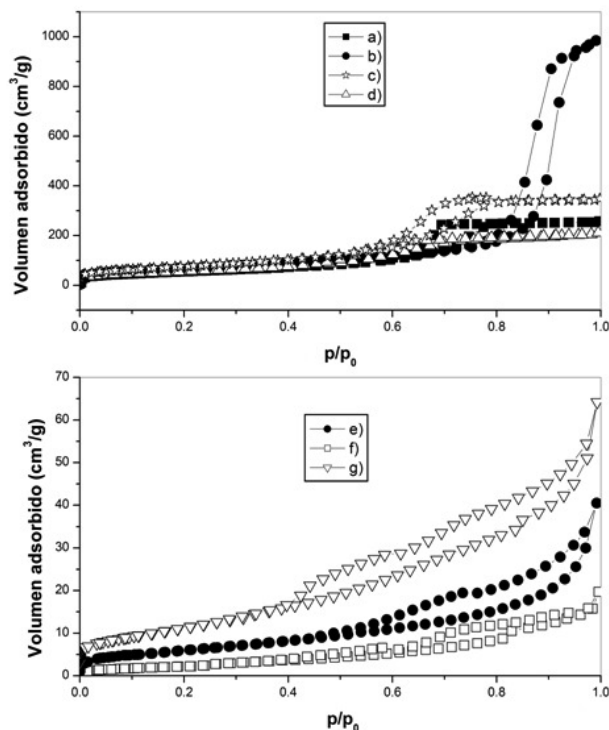 1000
800
600
400
200
0
Volumen adsorbido (cm³/g)
a)
b)
c)
d)
0.0 0.2 0.4 0.6 0.8 1.0
p/p₀
70
60
50
40
30
20
10
0
Volumen adsorbido (cm³/g)
e)
f)
g)
0.0 0.2 0.4 0.6 0.8 1.0
p/p₀